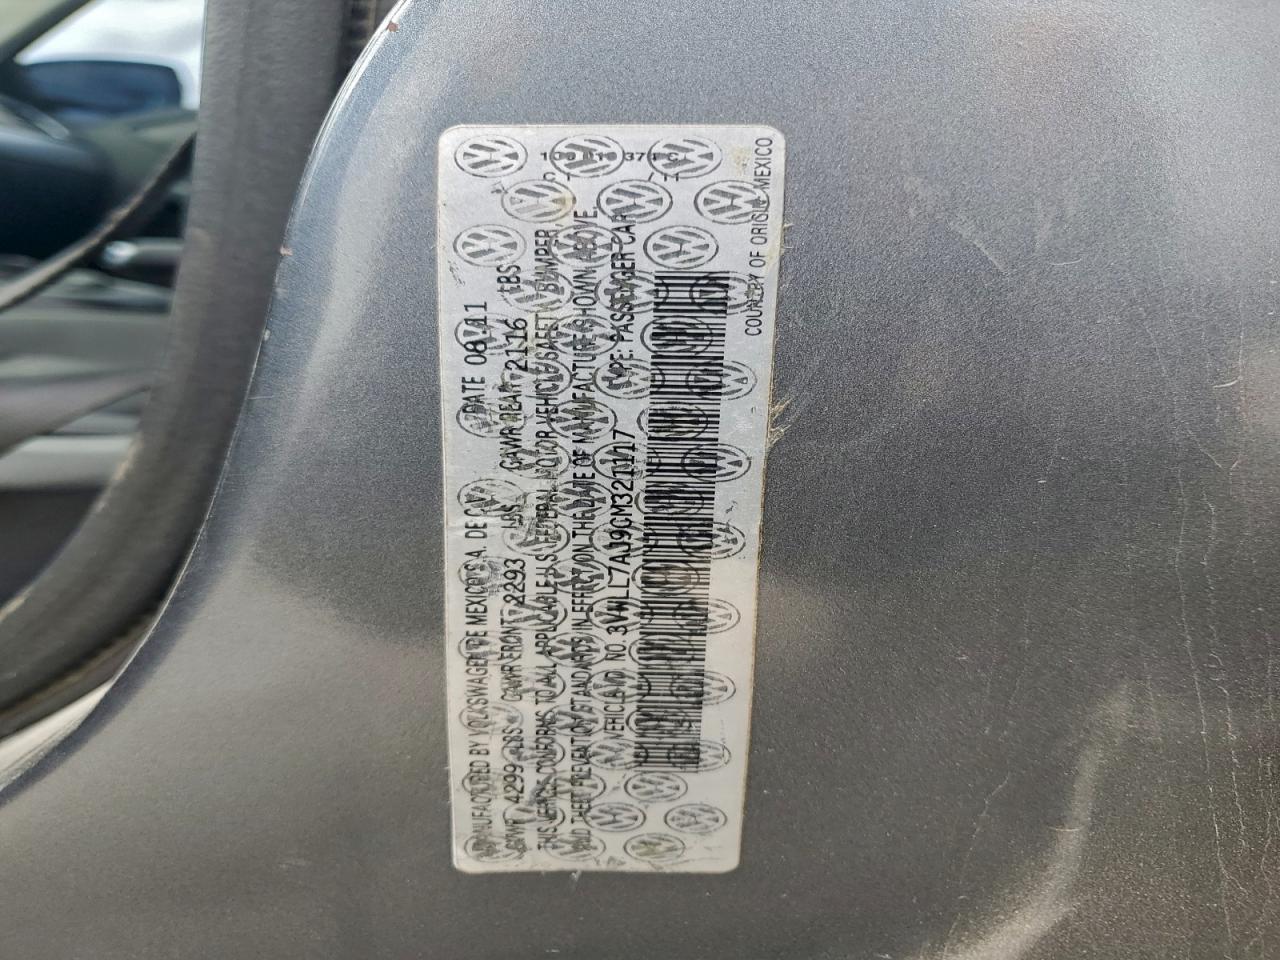 MANUFACTURED BY VOLKSWAGEN DE MEXICO S.A. DE C.V. DATE 08.11
GVWR 4299 LBS GAWR FRONT 2293 LBS GAWR REAR 2116 LBS
THIS VEHICLE CONFORMS TO ALL APPLICABLE U.S. FEDERAL MOTOR VEHICLE SAFETY, BUMPER,
AND THEFT PREVENTION STANDARDS IN EFFECT ON THE DATE OF MANUFACTURE SHOWN ABOVE.
VEHICLE ID NO. 3VWLL7AJ9CM321117 TYPE: PASSENGER CAR
COUNTRY OF ORIGIN MEXICO